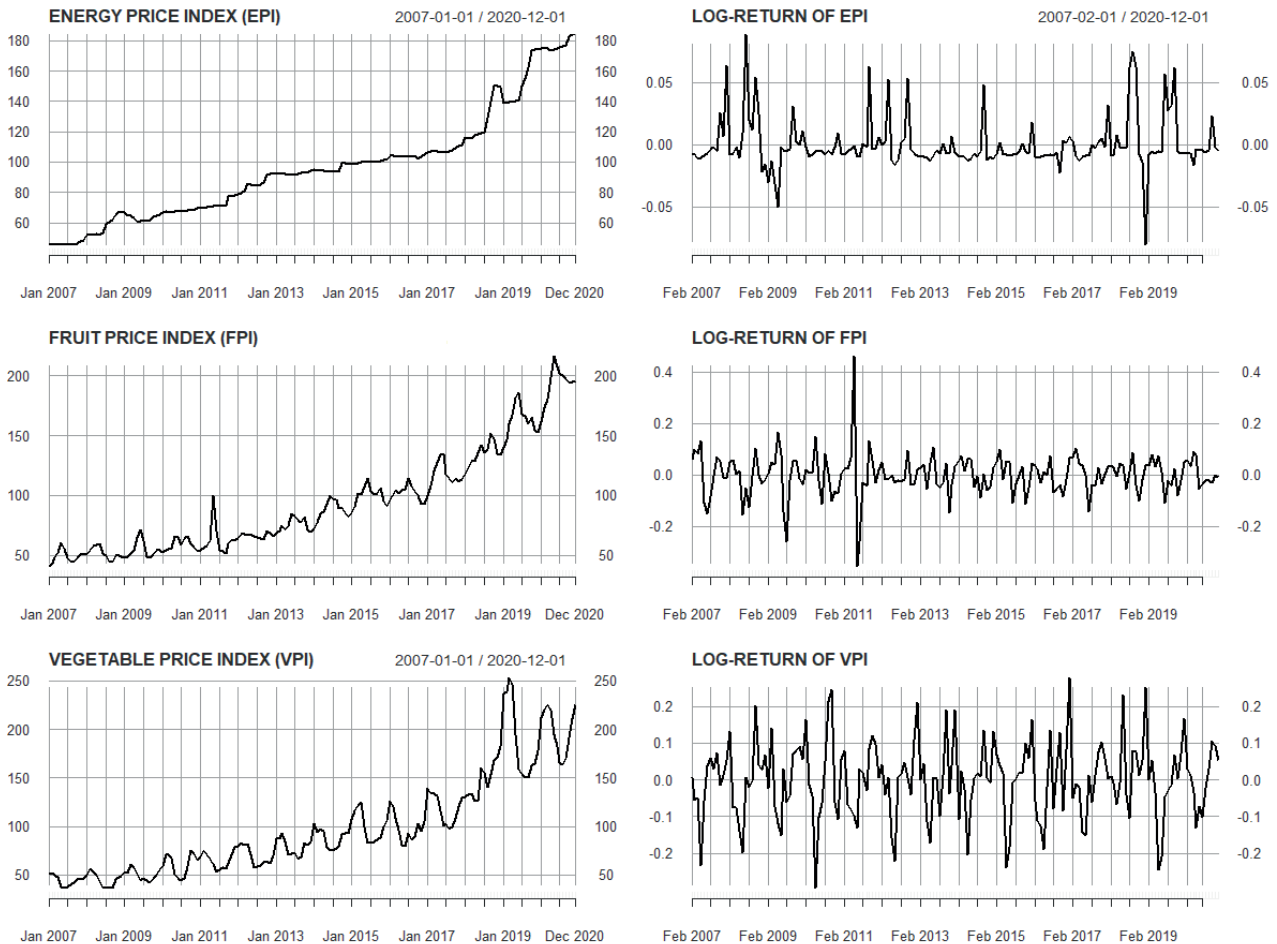 ENERGY PRICE INDEX (EPI) 2007-01-01 / 2020-12-01
180 180
160 160
140 140
120 120
100 100
80 80
60 60
Jan 2007 Jan 2009 Jan 2011 Jan 2013 Jan 2015 Jan 2017 Jan 2019 Dec 2020
LOG-RETURN OF EPI 2007-02-01 / 2020-12-01
0.05 0.05
0.00 0.00
-0.05 -0.05
Feb 2007 Feb 2009 Feb 2011 Feb 2013 Feb 2015 Feb 2017 Feb 2019
FRUIT PRICE INDEX (FPI)
200 200
150 150
100 100
50 50
Jan 2007 Jan 2009 Jan 2011 Jan 2013 Jan 2015 Jan 2017 Jan 2019 Dec 2020
LOG-RETURN OF FPI
0.4 0.4
0.2 0.2
0.0 0.0
-0.2 -0.2
Feb 2007 Feb 2009 Feb 2011 Feb 2013 Feb 2015 Feb 2017 Feb 2019
VEGETABLE PRICE INDEX (VPI) 2007-01-01 / 2020-12-01
250 250
200 200
150 150
100 100
50 50
Jan 2007 Jan 2009 Jan 2011 Jan 2013 Jan 2015 Jan 2017 Jan 2019 Dec 2020
LOG-RETURN OF VPI
0.2 0.2
0.1 0.1
0.0 0.0
-0.1 -0.1
-0.2 -0.2
Feb 2007 Feb 2009 Feb 2011 Feb 2013 Feb 2015 Feb 2017 Feb 2019